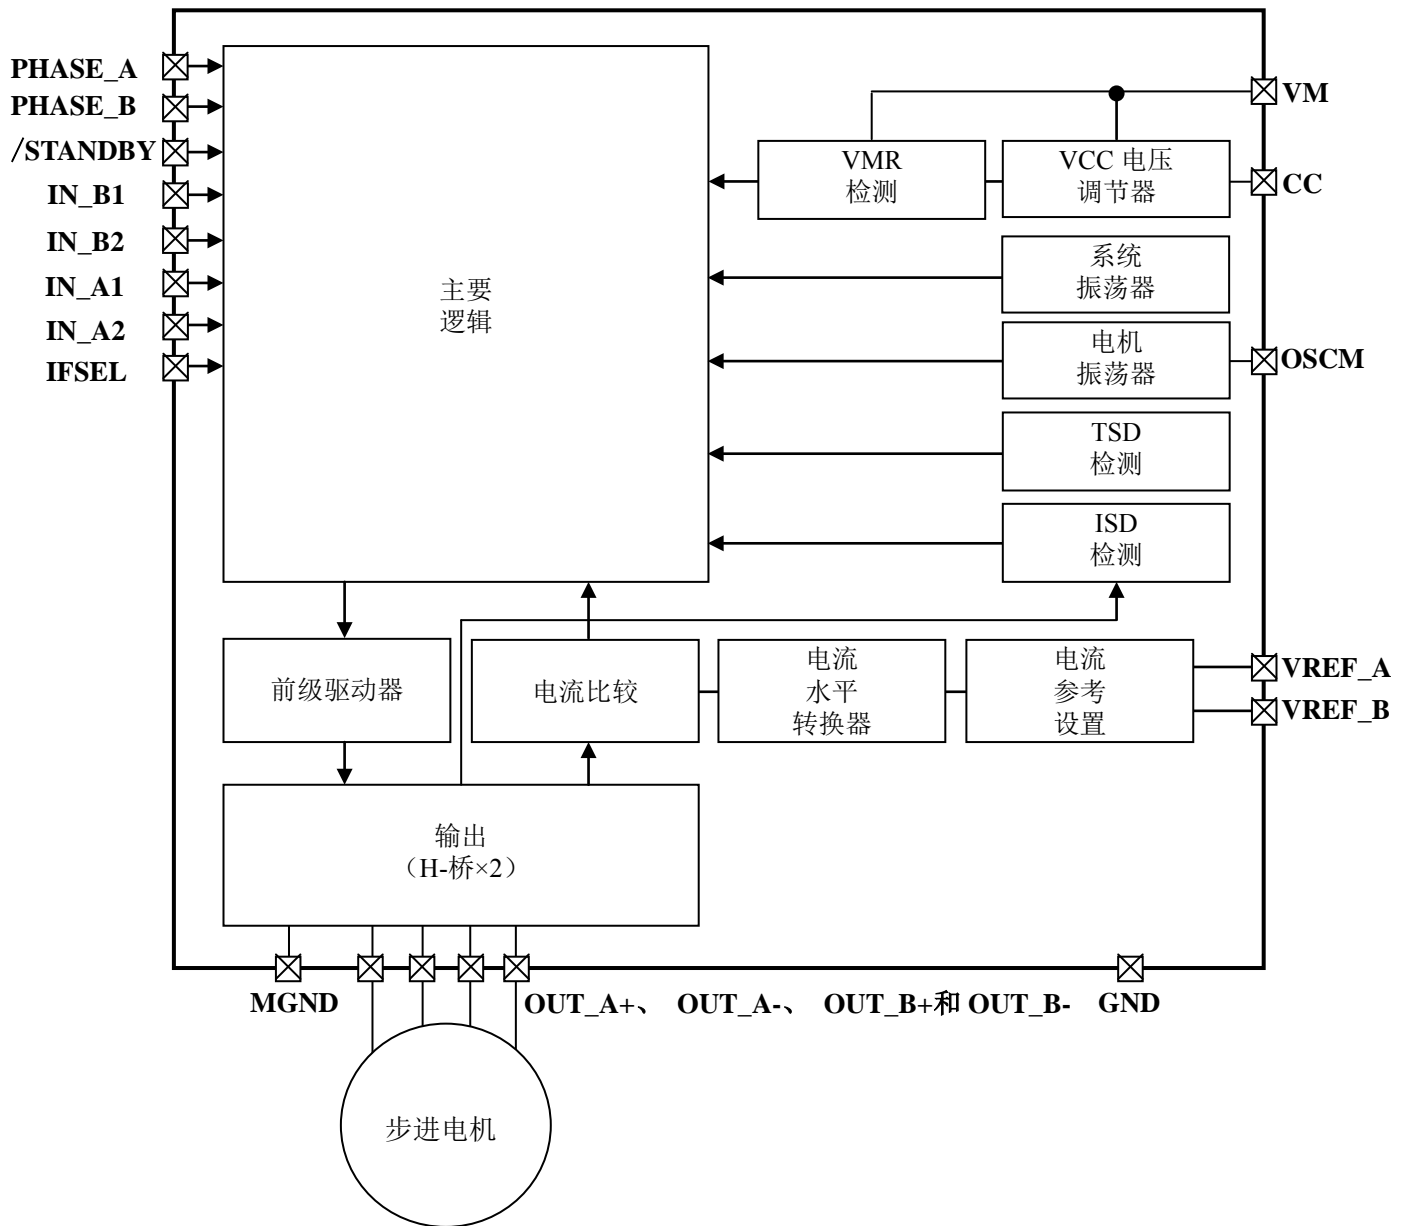 PHASE_A
PHASE_B
/STANDBY
IN_B1
IN_B2
IN_A1
IN_A2
IFSEL
主要
逻辑
VMR
检测
VCC 电压
调节器
系统
振荡器
电机
振荡器
TSD
检测
ISD
检测
VM
CC
OSCM
VREF_A
VREF_B
前级驱动器
电流比较
电流
水平
转换器
电流
参考
设置
输出
（H-桥×2）
MGND
OUT_A+、 OUT_A-、 OUT_B+和 OUT_B-
GND
步进电机